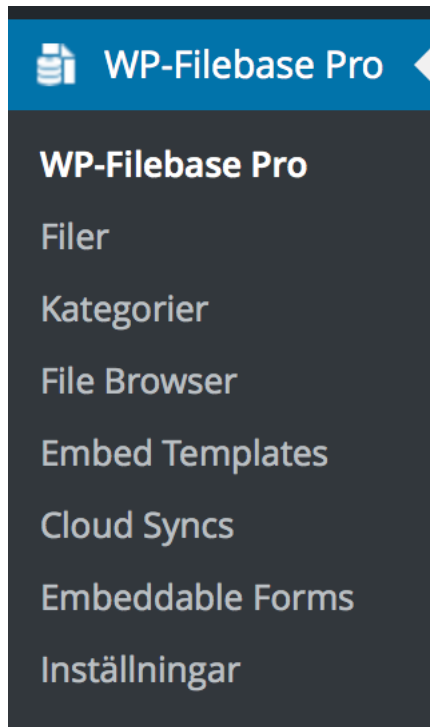 WP-Filebase Pro
WP-Filebase Pro
Filer
Kategorier
File Browser
Embed Templates
Cloud Syncs
Embeddable Forms
Inställningar